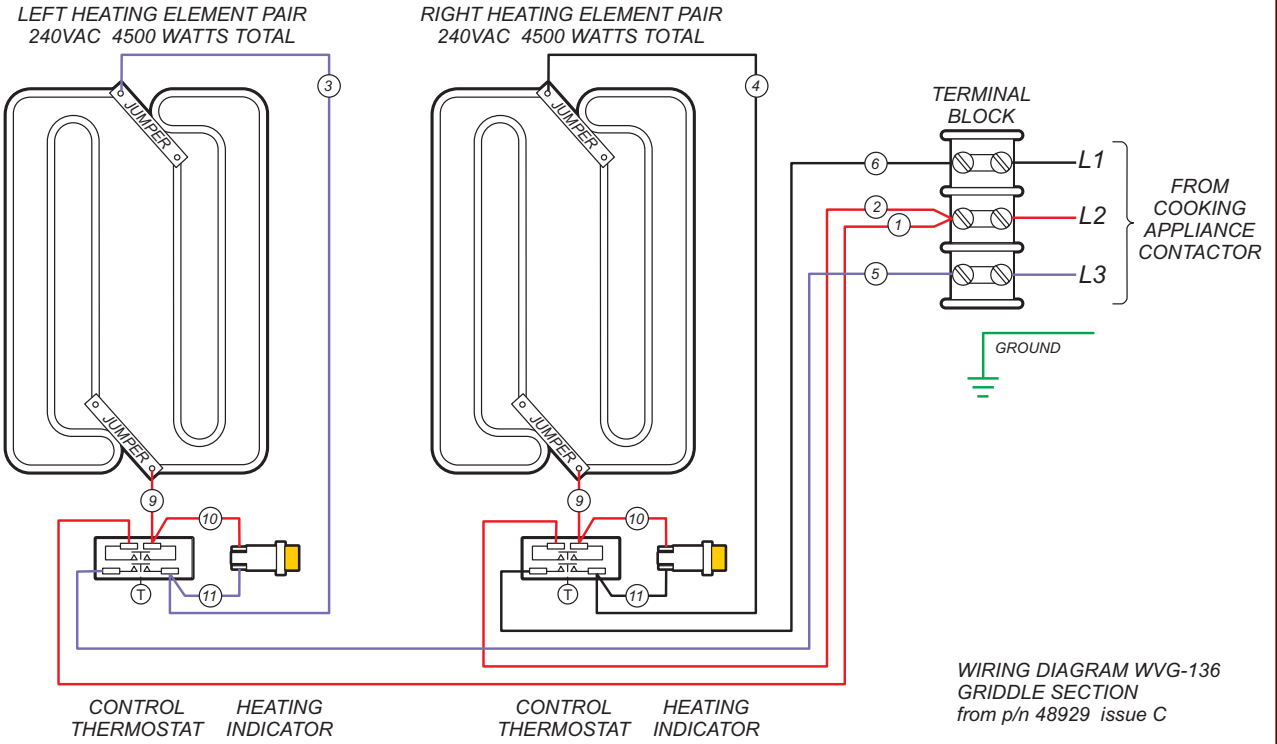 LEFT HEATING ELEMENT PAIR
240VAC 4500 WATTS TOTAL
RIGHT HEATING ELEMENT PAIR
240VAC 4500 WATTS TOTAL
3
4
JUMPER
JUMPER
TERMINAL
BLOCK
6
L1
2
1
L2
5
L3
FROM
COOKING
APPLIANCE
CONTACTOR
GROUND
JUMPER
JUMPER
9
10
9
10
T
11
T
11
CONTROL
THERMOSTAT
HEATING
INDICATOR
CONTROL
THERMOSTAT
HEATING
INDICATOR
WIRING DIAGRAM WVG-136
GRIDDLE SECTION
from p/n 48929 issue C